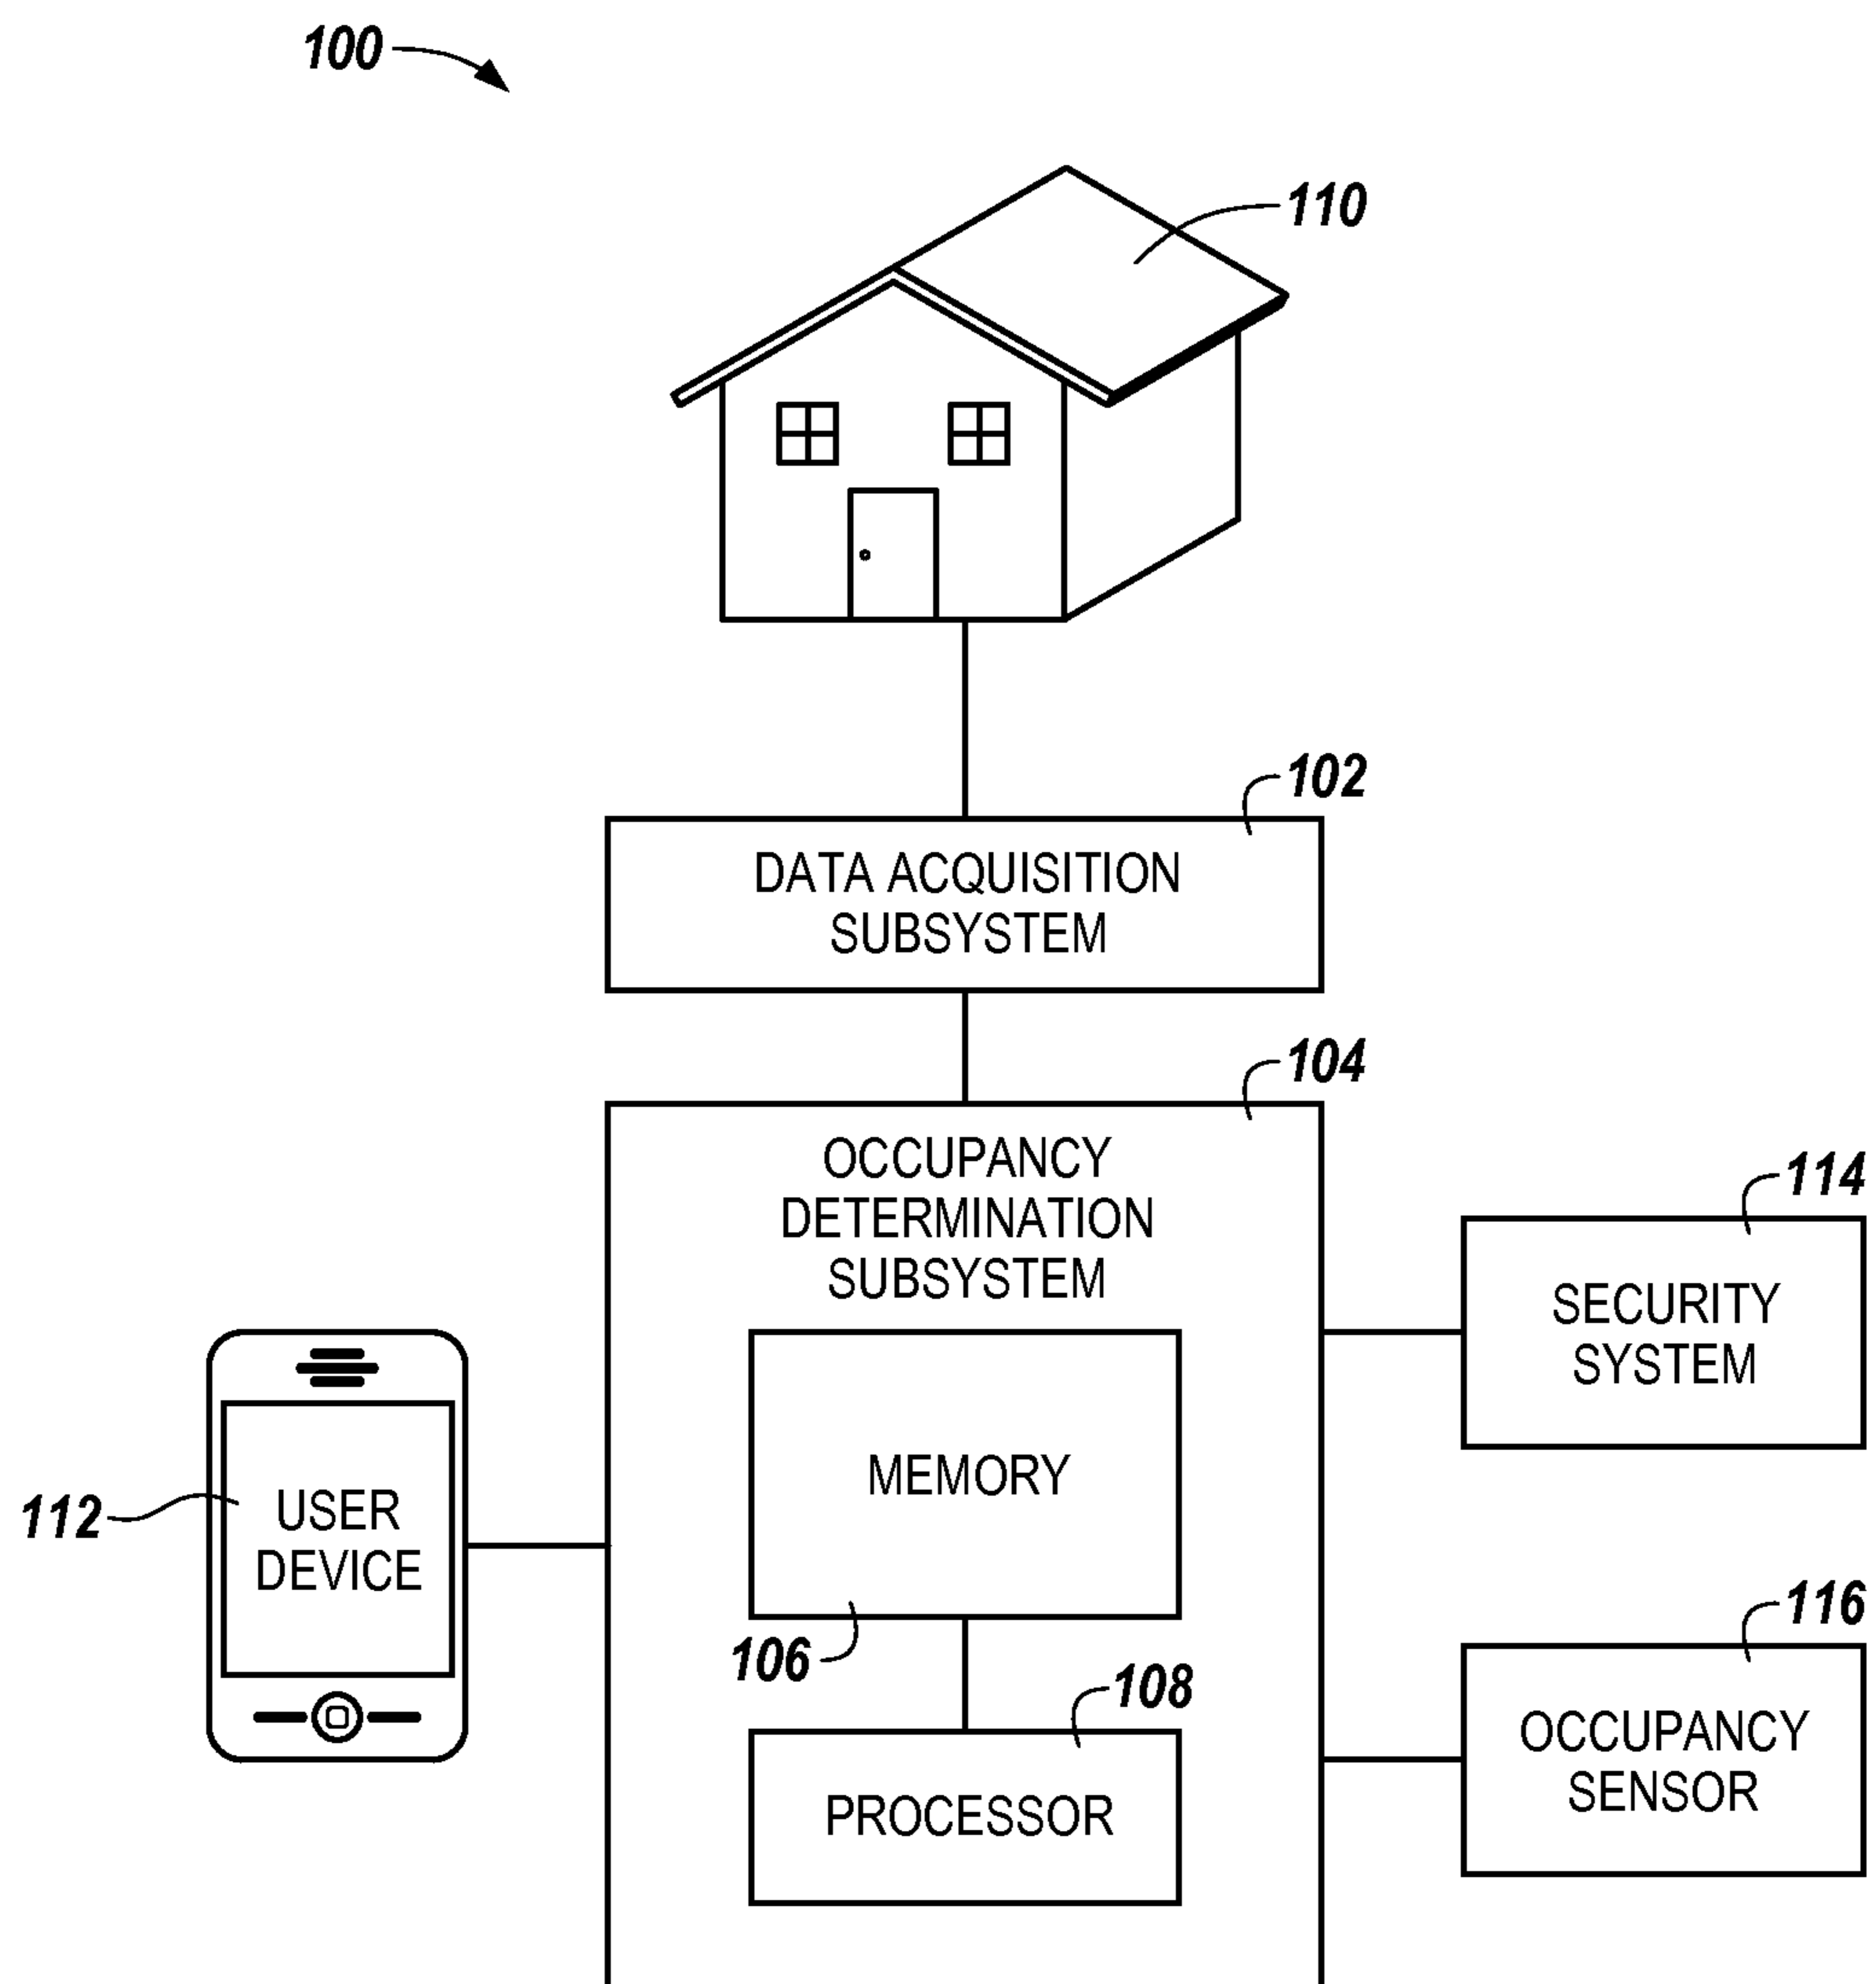 100
110
102
DATA ACQUISITION
SUBSYSTEM
104
OCCUPANCY
DETERMINATION
SUBSYSTEM
114
SECURITY
SYSTEM
MEMORY
112
USER
DEVICE
106
108
116
PROCESSOR
OCCUPANCY
SENSOR